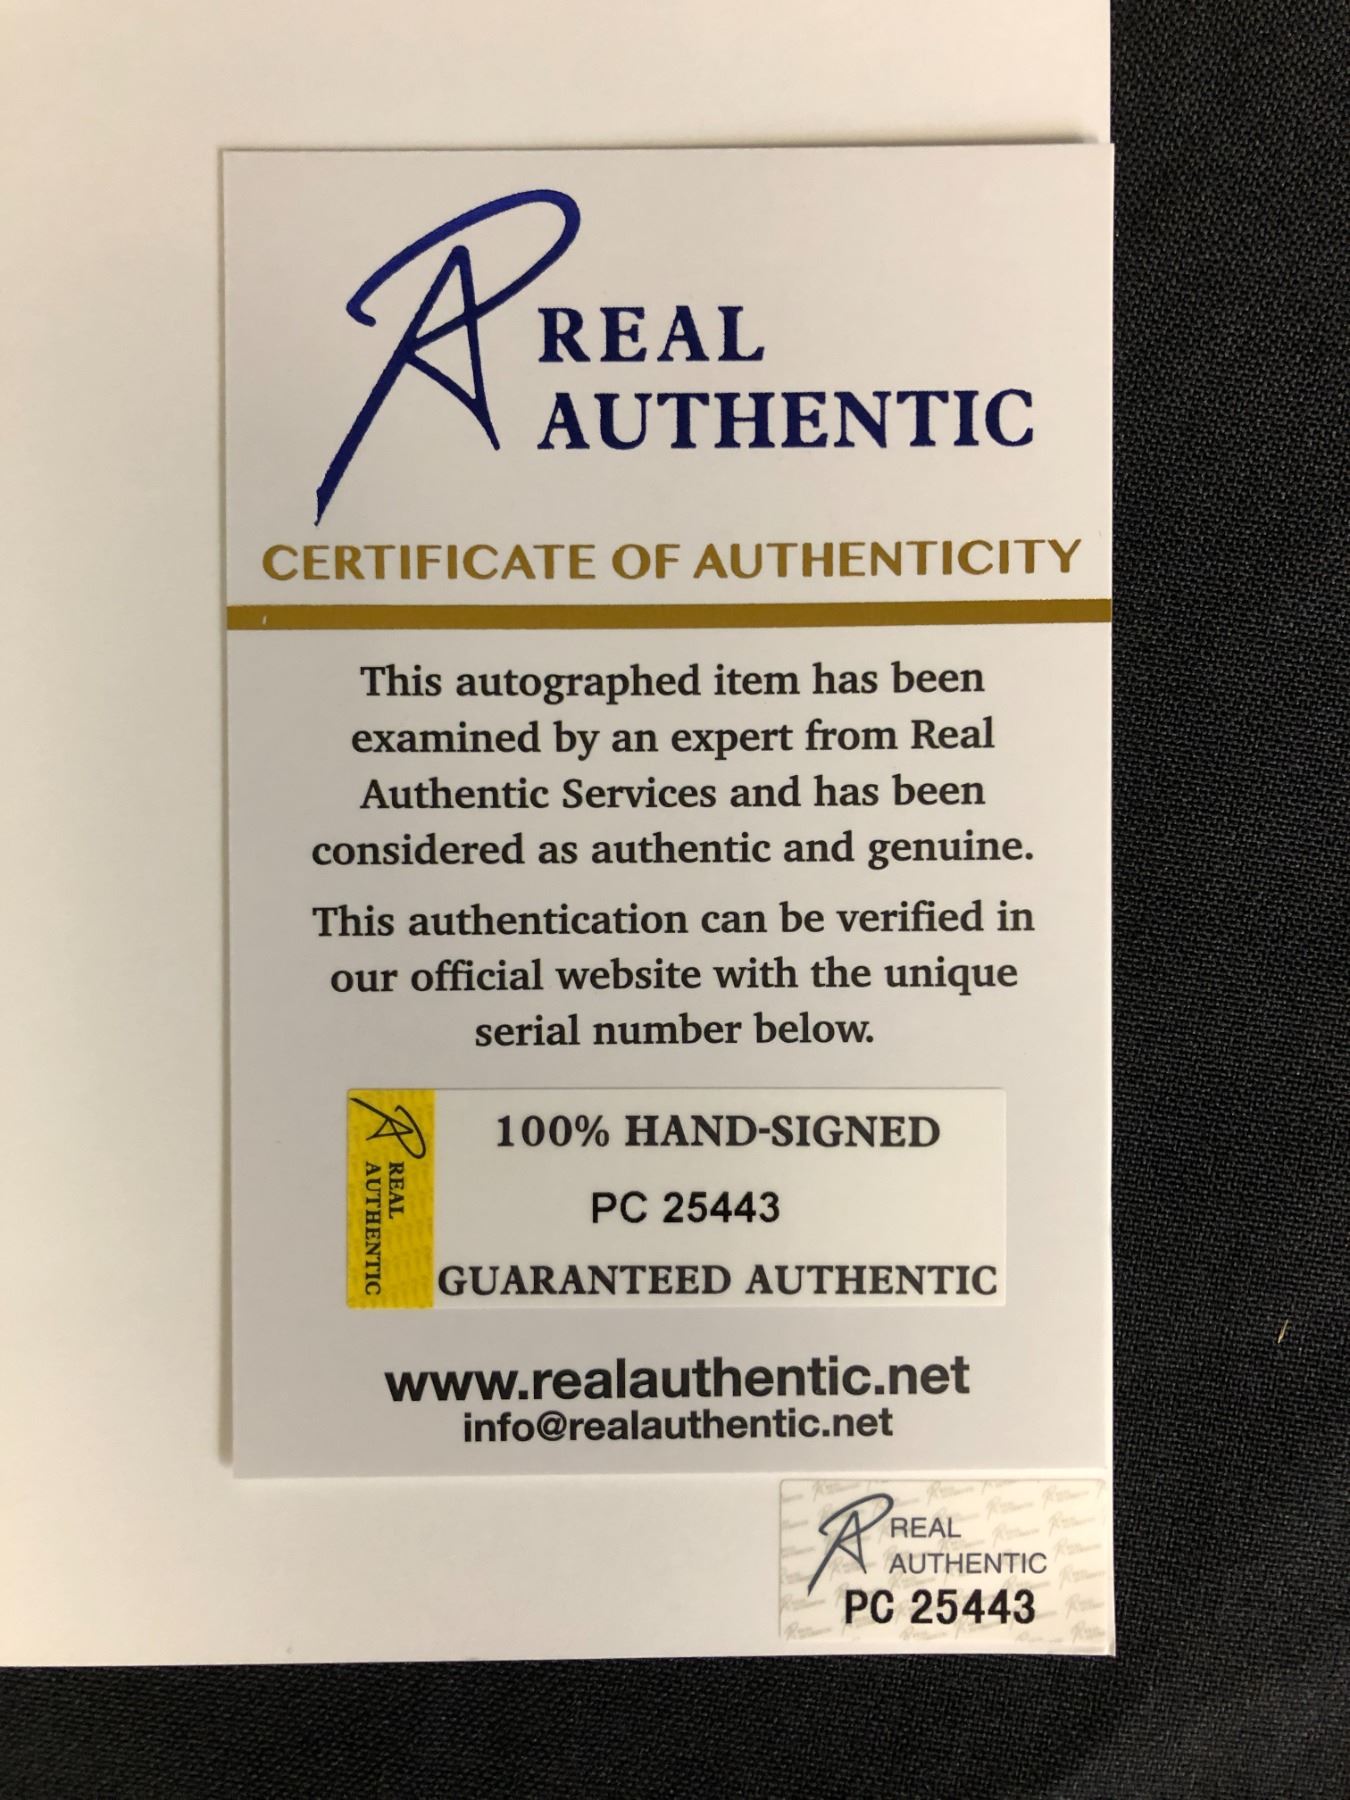 REAL
AUTHENTIC
CERTIFICATE OF AUTHENTICITY
This autographed item has been
examined by an expert from Real
Authentic Services and has been
considered as authentic and genuine.
This authentication can be verified in
our official website with the unique
serial number below.
REAL
AUTHENTIC
100% HAND-SIGNED
PC 25443
GUARANTEED AUTHENTIC
www.realauthentic.net
info@realauthentic.net
REAL
AUTHENTIC
PC 25443